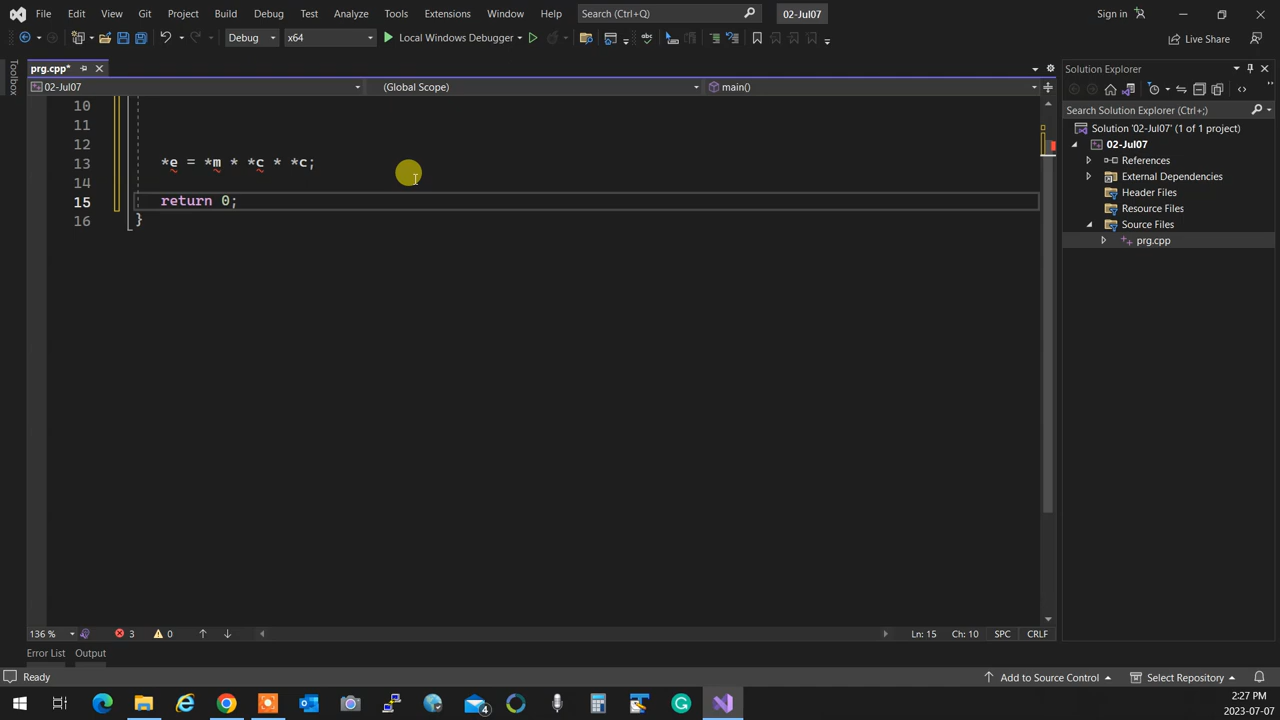 File Edit View Git Project Build Debug Test Analyze Tools Extensions Window Help Search (Ctrl+Q) 02-Jul07 Sign in
Debug x64 Local Windows Debugger Live Share
Toolbox
prg.cpp*
Solution Explorer
02-Jul07 (Global Scope) main()
Search Solution Explorer (Ctrl+;)
Solution '02-Jul07' (1 of 1 project)
02-Jul07
References
External Dependencies
Header Files
Resource Files
Source Files
prg.cpp
10
11
12
13 *e = *m * *c * *c;
14
15 return 0;
16 }
136 % 3 0 Ln: 15 Ch: 10 SPC CRLF
Error List Output
Ready Add to Source Control Select Repository
4
2:27 PM
2023-07-07